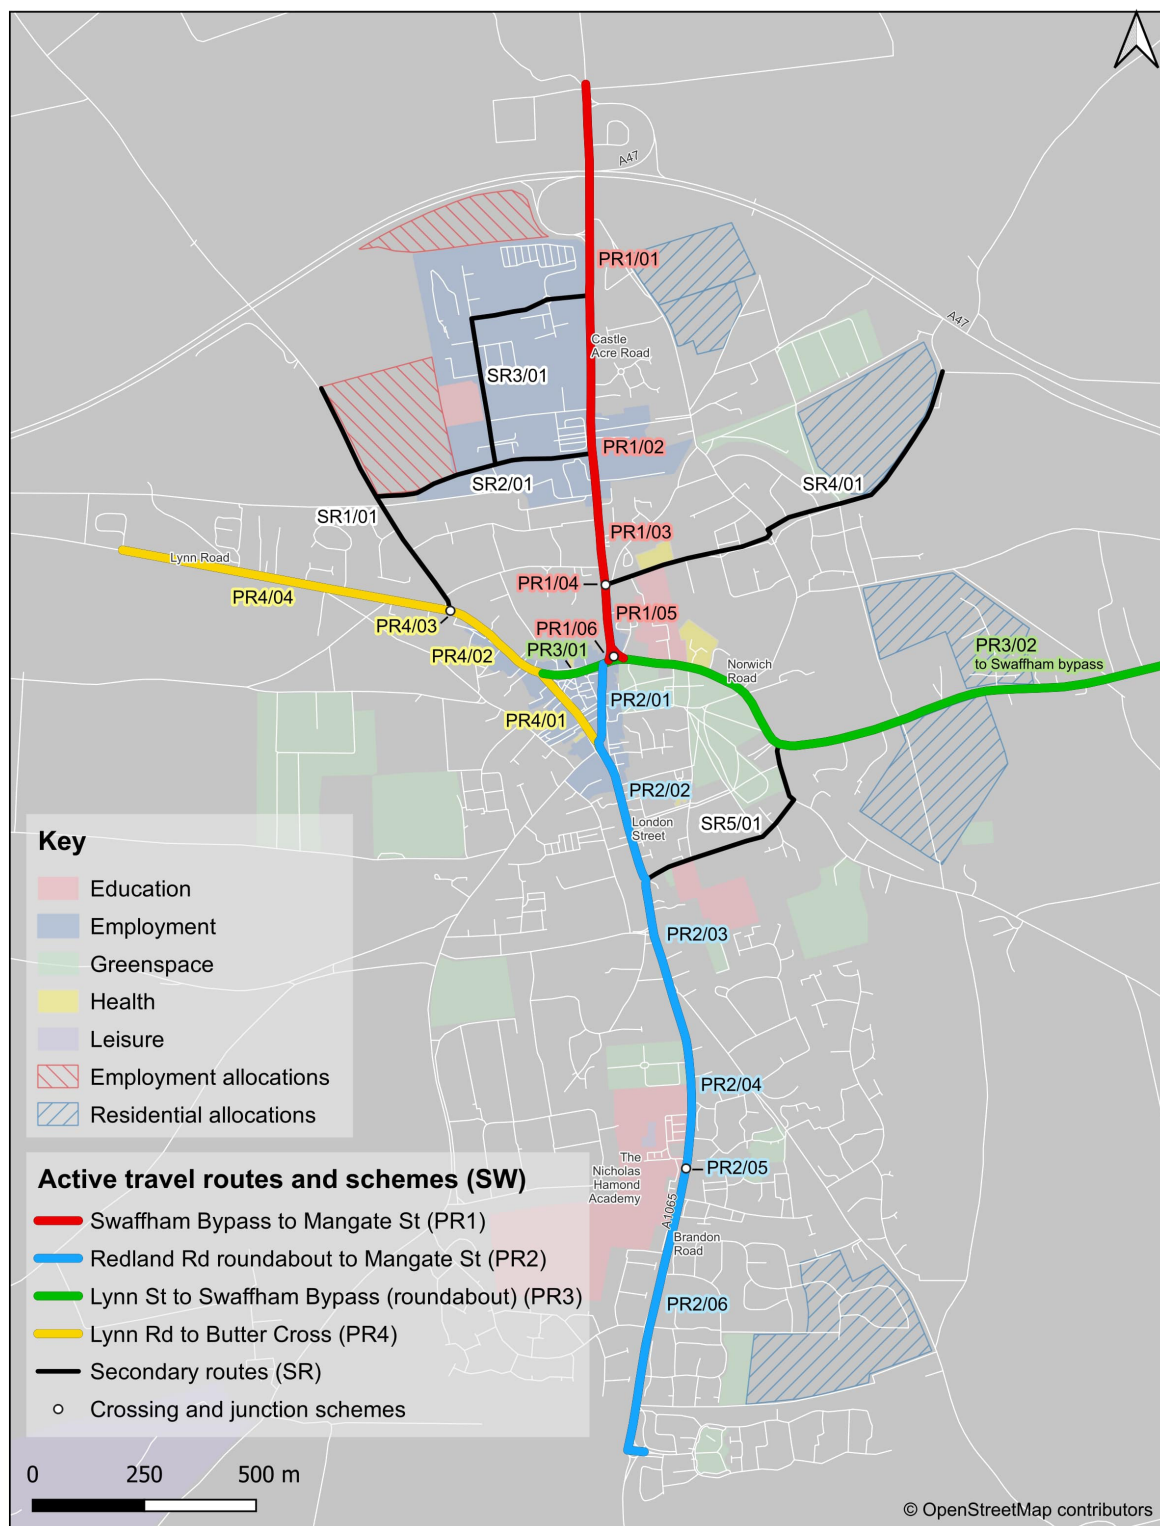 A47
PR1/01
A47
Castle
Acre Road
SR3/01
PR1/02
SR2/01
SR4/01
SR1/01
PR1/03
Lynn Road
PR1/04
PR4/04
PR1/05
PR4/03
PR1/06
PR3/01
PR4/02
PR3/02
to Swaffham bypass
Norwich
Road
PR2/01
PR4/01
PR2/02
London
Street
SR5/01
PR2/03
PR2/04
The
Nicholas
Hamond
Academy
PR2/05
A1065
Brandon
Road
PR2/06
Key
Education
Employment
Greenspace
Health
Leisure
Employment allocations
Residential allocations
Active travel routes and schemes (SW)
Swaffham Bypass to Mangate St (PR1)
Redland Rd roundabout to Mangate St (PR2)
Lynn St to Swaffham Bypass (roundabout) (PR3)
Lynn Rd to Butter Cross (PR4)
Secondary routes (SR)
Crossing and junction schemes
0 250 500 m
© OpenStreetMap contributors